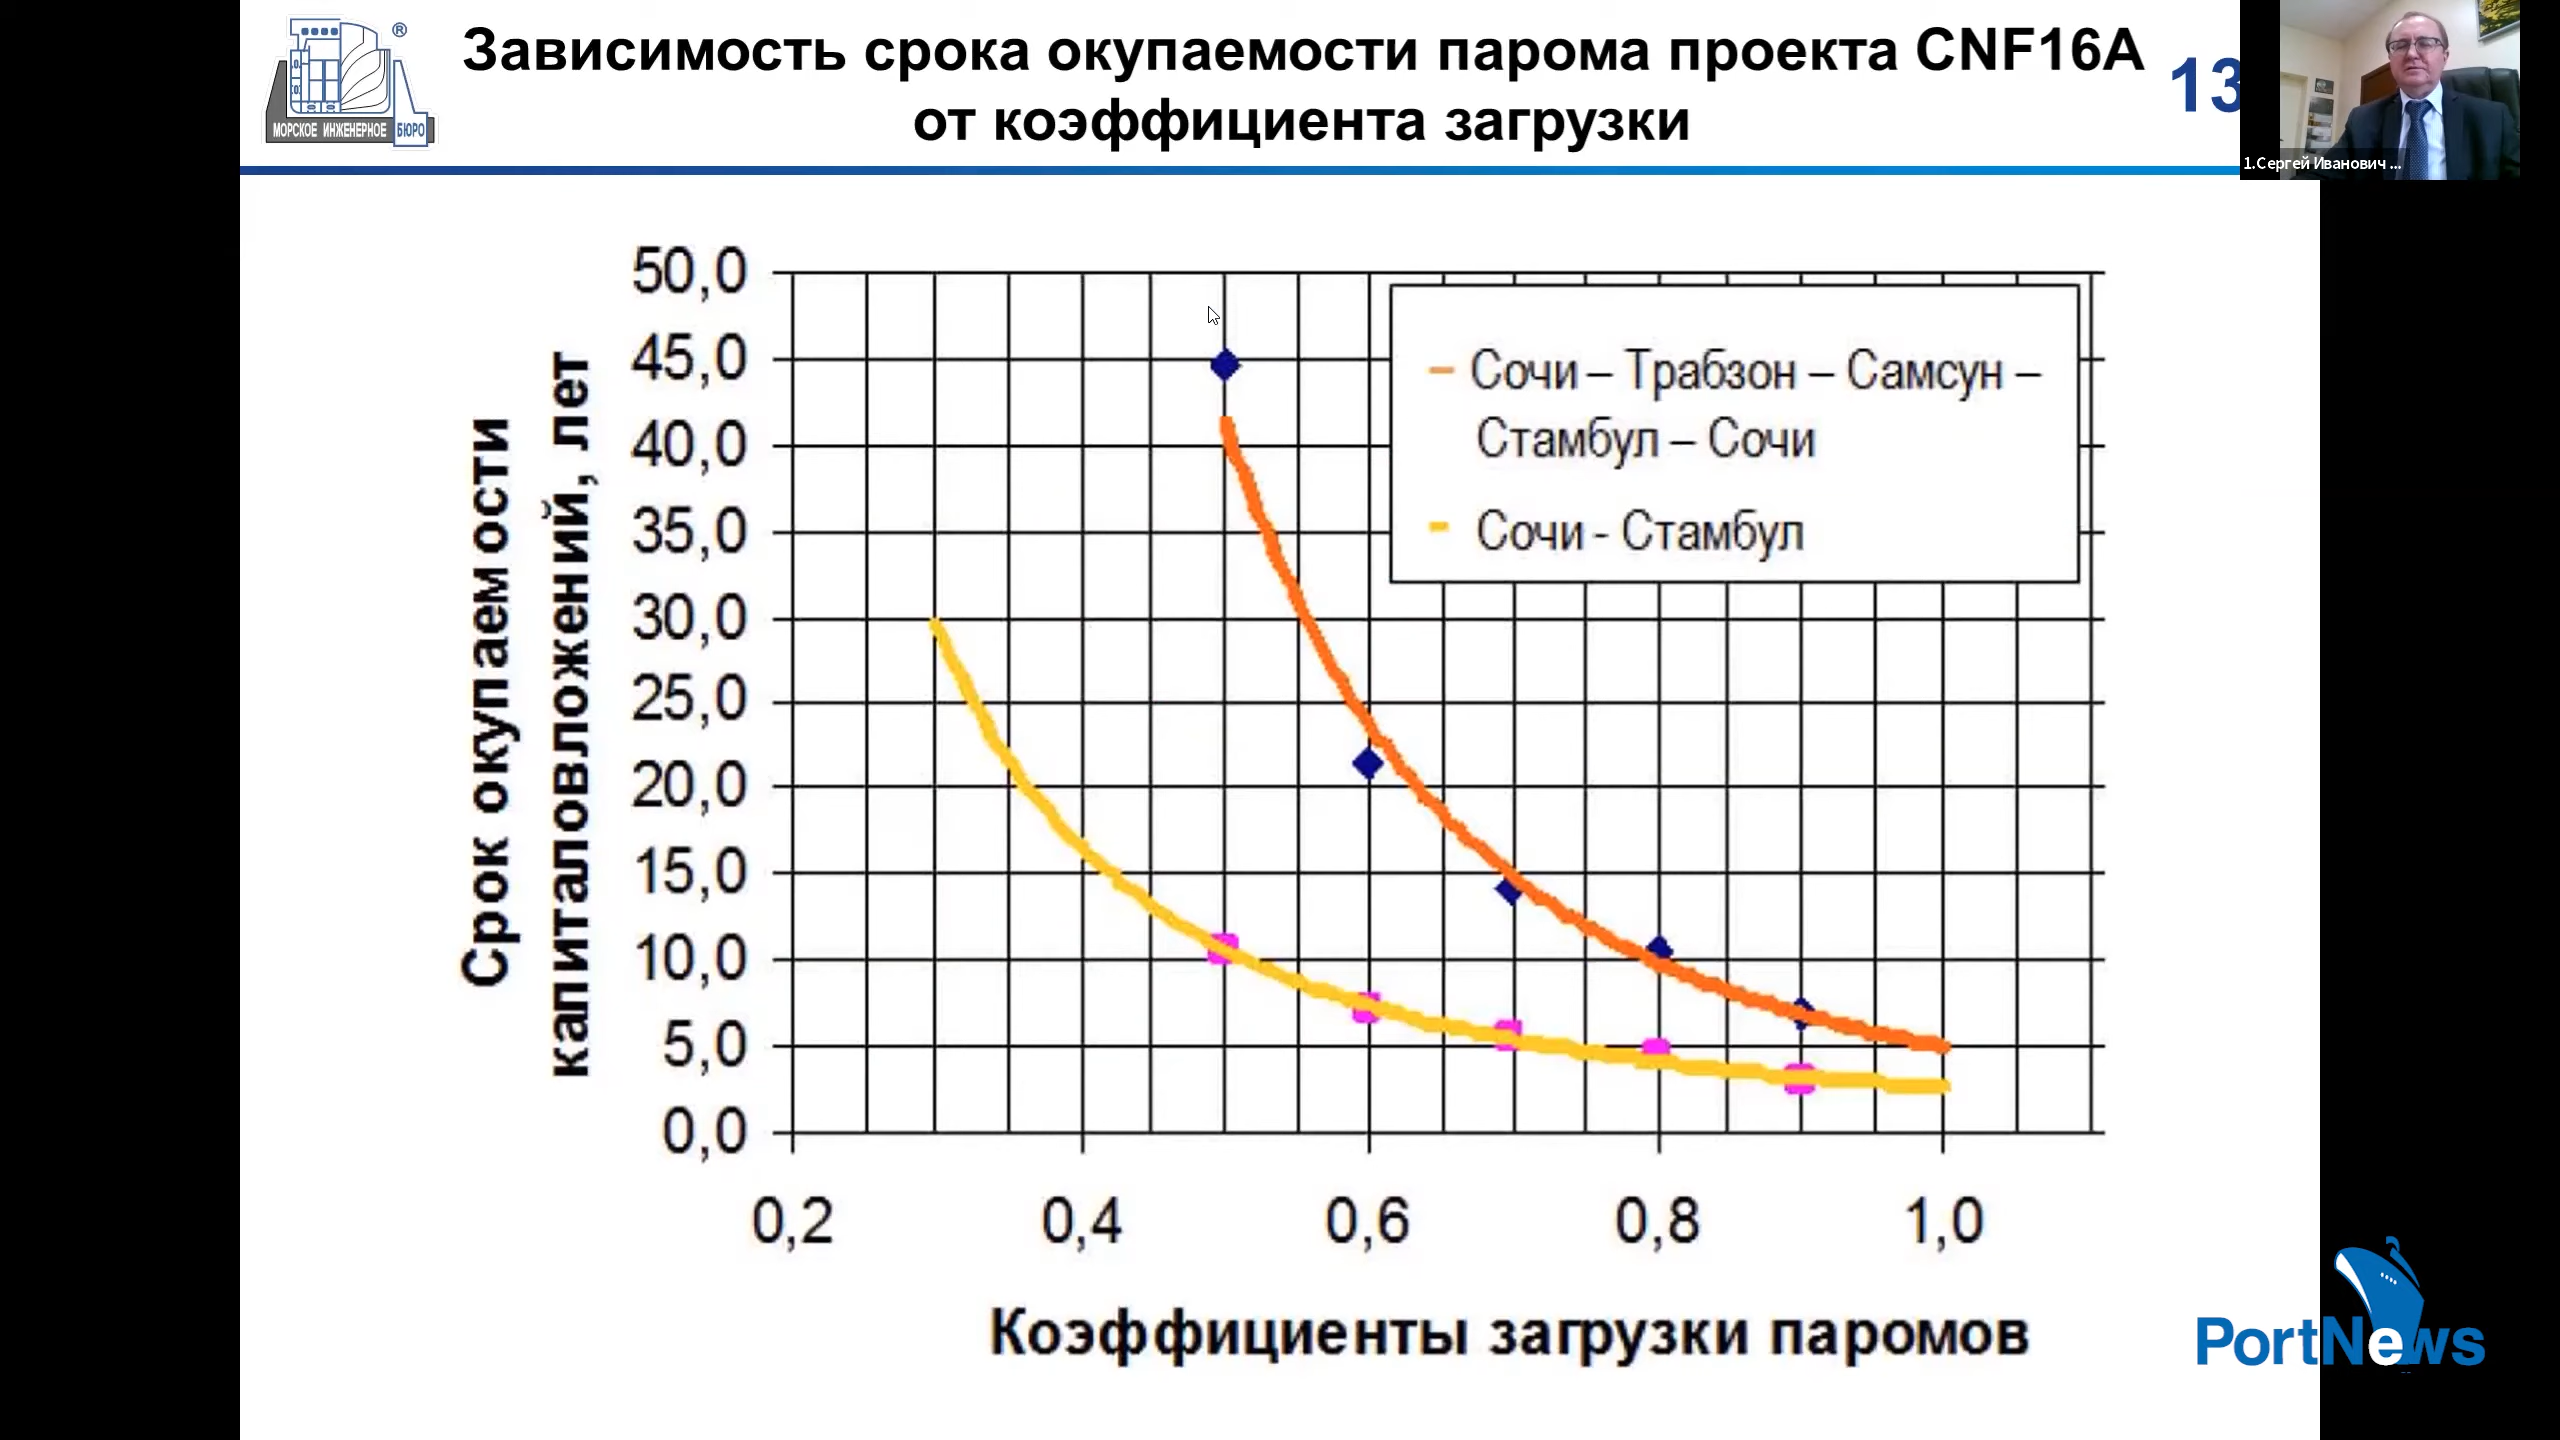 Зависимость срока окупаемости парома проекта CNF16A
от коэффициента загрузки
13
®
МОРСКОЕ ИНЖЕНЕРНОЕ БЮРО
1.Сергей Иванович ...
Срок окупаемости
капиталовложений, лет
50,0
45,0
40,0
35,0
30,0
25,0
20,0
15,0
10,0
5,0
0,0
Сочи – Трабзон – Самсун –
Стамбул – Сочи
Сочи - Стамбул
0,2 0,4 0,6 0,8 1,0
Коэффициенты загрузки паромов
PortNews